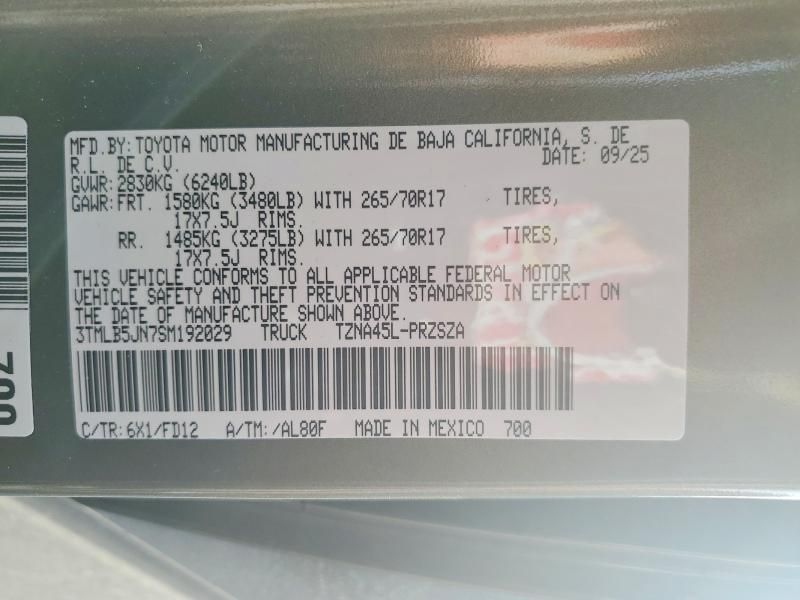 MFD.BY: TOYOTA MOTOR MANUFACTURING DE BAJA CALIFORNIA, S. DE
R.L. DE C.V. DATE: 09/25
GVWR: 2830KG (6240LB)
GAWR: FRT. 1580KG (3480LB) WITH 265/70R17 TIRES,
17X7.5J RIMS.
RR. 1485KG (3275LB) WITH 265/70R17 TIRES,
17X7.5J RIMS.
THIS VEHICLE CONFORMS TO ALL APPLICABLE FEDERAL MOTOR
VEHICLE SAFETY AND THEFT PREVENTION STANDARDS IN EFFECT ON
THE DATE OF MANUFACTURE SHOWN ABOVE.
3TMLB5JN7SM192029 TRUCK TZNA45L-PRZSZA
C/TR: 6X1/FD12 A/TM: /AL80F MADE IN MEXICO 700